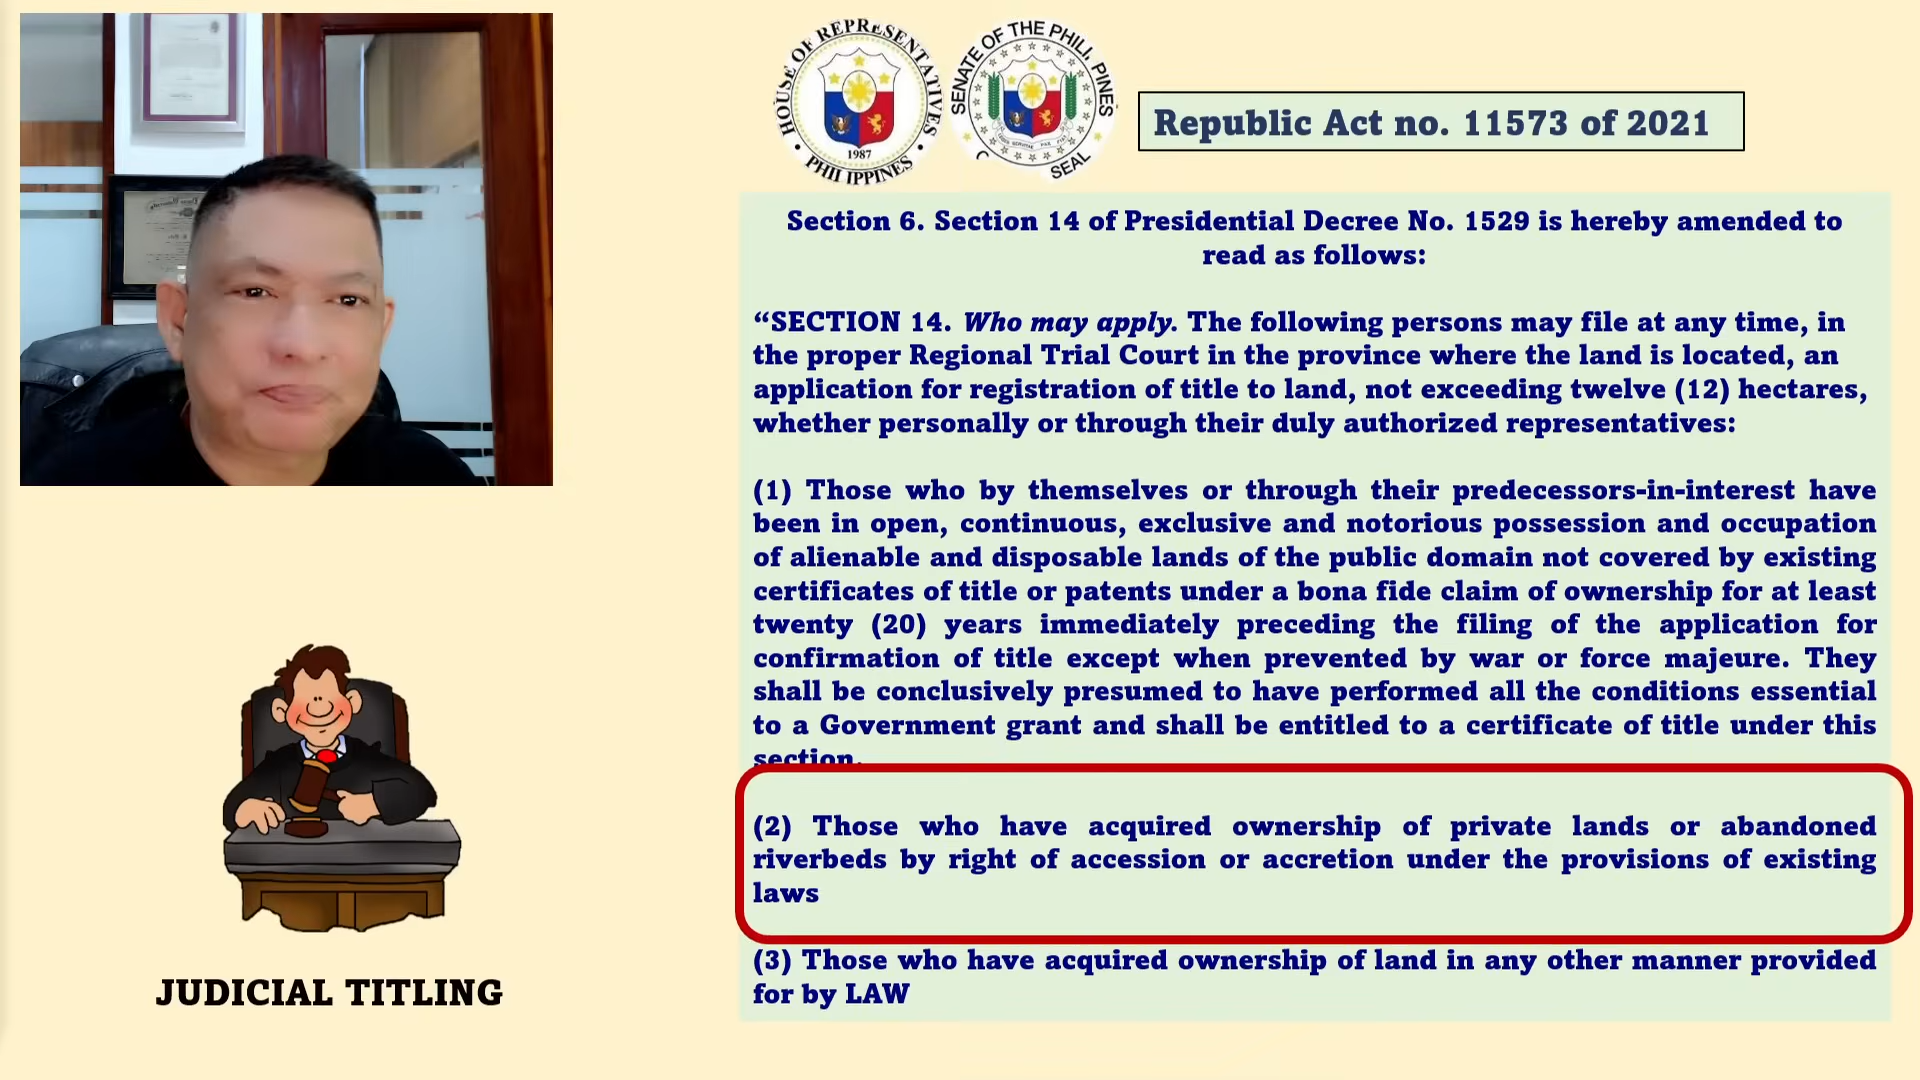 HOUSE OF REPRESENTATIVES
1987
PHILIPPINES
SENATE OF THE PHILIPPINES
SEAL
Republic Act no. 11573 of 2021
Section 6. Section 14 of Presidential Decree No. 1529 is hereby amended to
read as follows:
“SECTION 14. Who may apply. The following persons may file at any time, in
the proper Regional Trial Court in the province where the land is located, an
application for registration of title to land, not exceeding twelve (12) hectares,
whether personally or through their duly authorized representatives:
(1) Those who by themselves or through their predecessors-in-interest have
been in open, continuous, exclusive and notorious possession and occupation
of alienable and disposable lands of the public domain not covered by existing
certificates of title or patents under a bona fide claim of ownership for at least
twenty (20) years immediately preceding the filing of the application for
confirmation of title except when prevented by war or force majeure. They
shall be conclusively presumed to have performed all the conditions essential
to a Government grant and shall be entitled to a certificate of title under this
section.
(2) Those who have acquired ownership of private lands or abandoned
riverbeds by right of accession or accretion under the provisions of existing
laws
(3) Those who have acquired ownership of land in any other manner provided
for by LAW
JUDICIAL TITLING